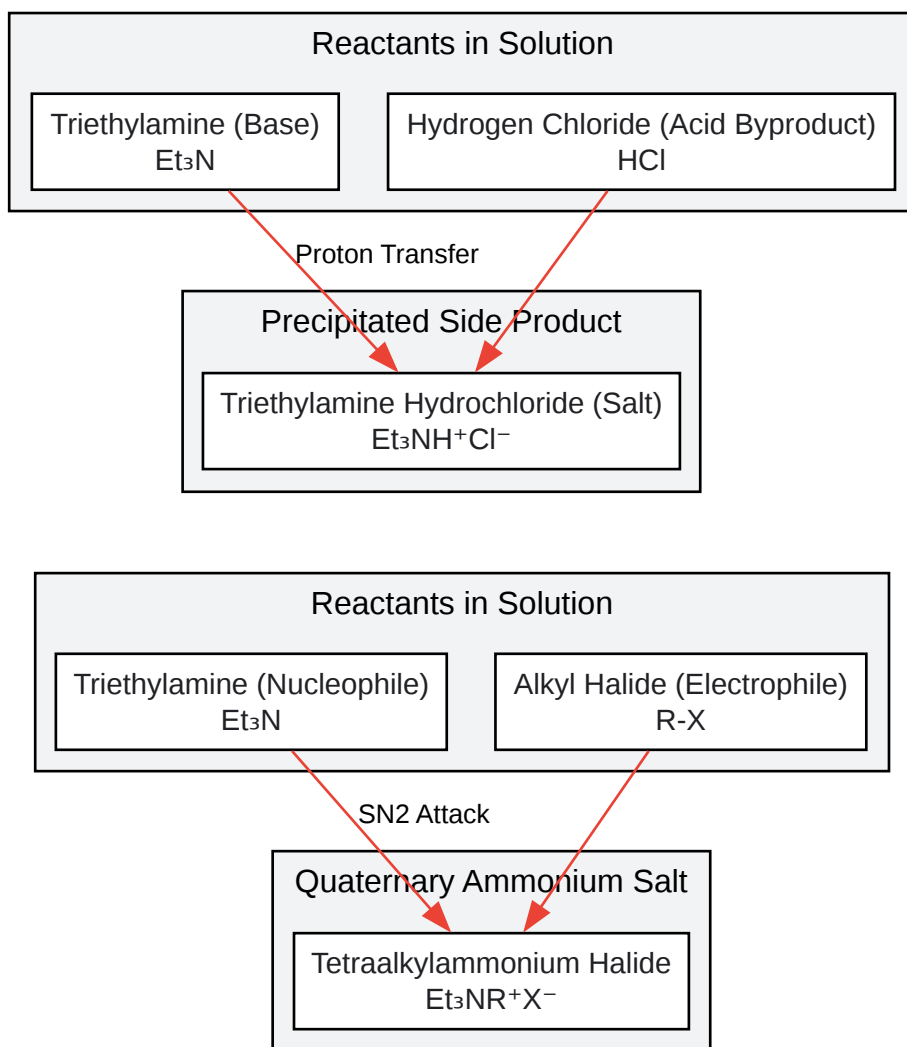 Reactants in Solution
Triethylamine (Base)
Et₃N
Hydrogen Chloride (Acid Byproduct)
HCl
Proton Transfer
Precipitated Side Product
Triethylamine Hydrochloride (Salt)
Et₃NH⁺Cl⁻
Reactants in Solution
Triethylamine (Nucleophile)
Et₃N
Alkyl Halide (Electrophile)
R-X
SN2 Attack
Quaternary Ammonium Salt
Tetraalkylammonium Halide
Et₃NR⁺X⁻